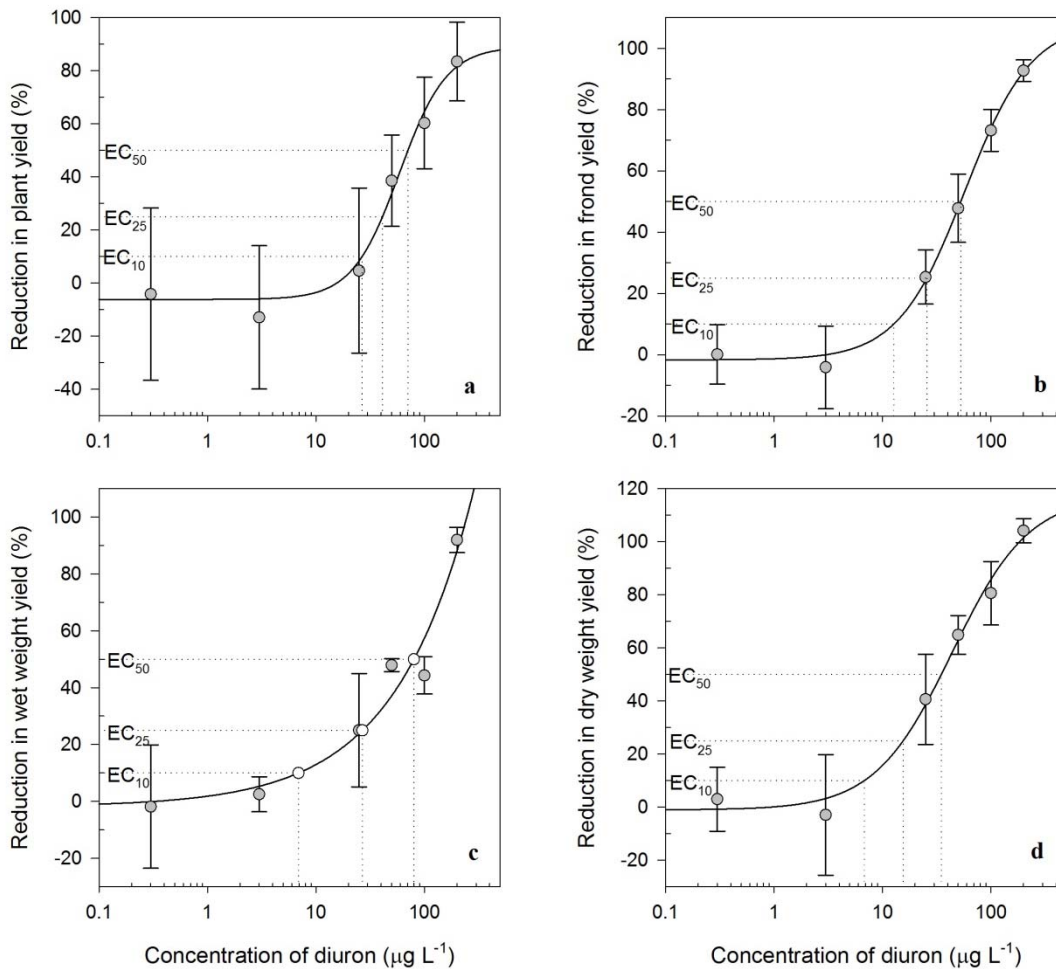 Reduction in plant yield (%)
100
80
60
40
20
0
-20
-40
EC₅₀
EC₂₅
EC₁₀
a
0.1 1 10 100
Reduction in frond yield (%)
100
80
60
40
20
0
-20
EC₅₀
EC₂₅
EC₁₀
b
0.1 1 10 100
Reduction in wet weight yield (%)
100
80
60
40
20
0
-20
EC₅₀
EC₂₅
EC₁₀
c
0.1 1 10 100
Concentration of diuron (μg L⁻¹)
Reduction in dry weight yield (%)
120
100
80
60
40
20
0
-20
EC₅₀
EC₂₅
EC₁₀
d
0.1 1 10 100
Concentration of diuron (μg L⁻¹)